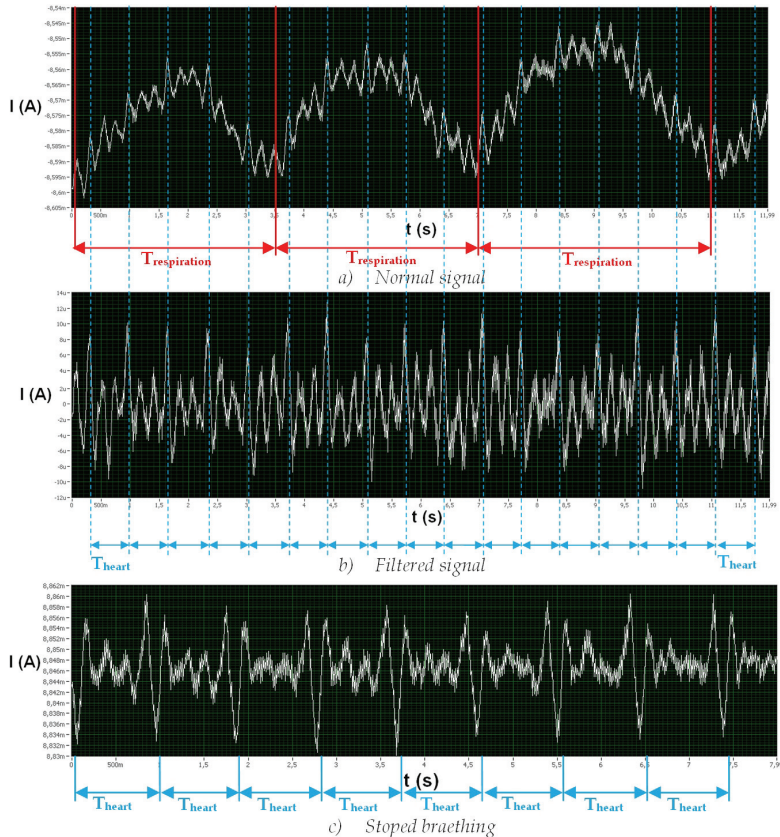 -8,54m
-8,545m
-8,55m
-8,555m
-8,56m
-8,565m
-8,57m
-8,575m
-8,58m
-8,585m
-8,59m
-8,595m
-8,6m
-8,605m
I (A)
0 500m 1 1,5 2 2,5 3 3,5 4 4,5 5 5,5 6 6,5 7 7,5 8 8,5 9 9,5 10 10,5 11 11,99
t (s)
Trespiration Trespiration Trespiration
a) Normal signal
14u
12u
10u
8u
6u
4u
2u
0
-2u
-4u
-6u
-8u
-10u
-12u
I (A)
0 500m 1 1,5 2 2,5 3 3,5 4 4,5 5 5,5 6 6,5 7 7,5 8 8,5 9 9,5 10 10,5 11 11,99
t (s)
Theart Theart
b) Filtered signal
8,862m
8,86m
8,858m
8,856m
8,854m
8,852m
8,85m
8,848m
8,846m
8,844m
8,842m
8,84m
8,838m
8,836m
8,834m
8,832m
8,83m
I (A)
0 500m 1 1,5 2 2,5 3 3,5 4 4,5 5 5,5 6 6,5 7 7,5 7,99
t (s)
Theart Theart Theart Theart Theart Theart Theart Theart
c) Stoped braething